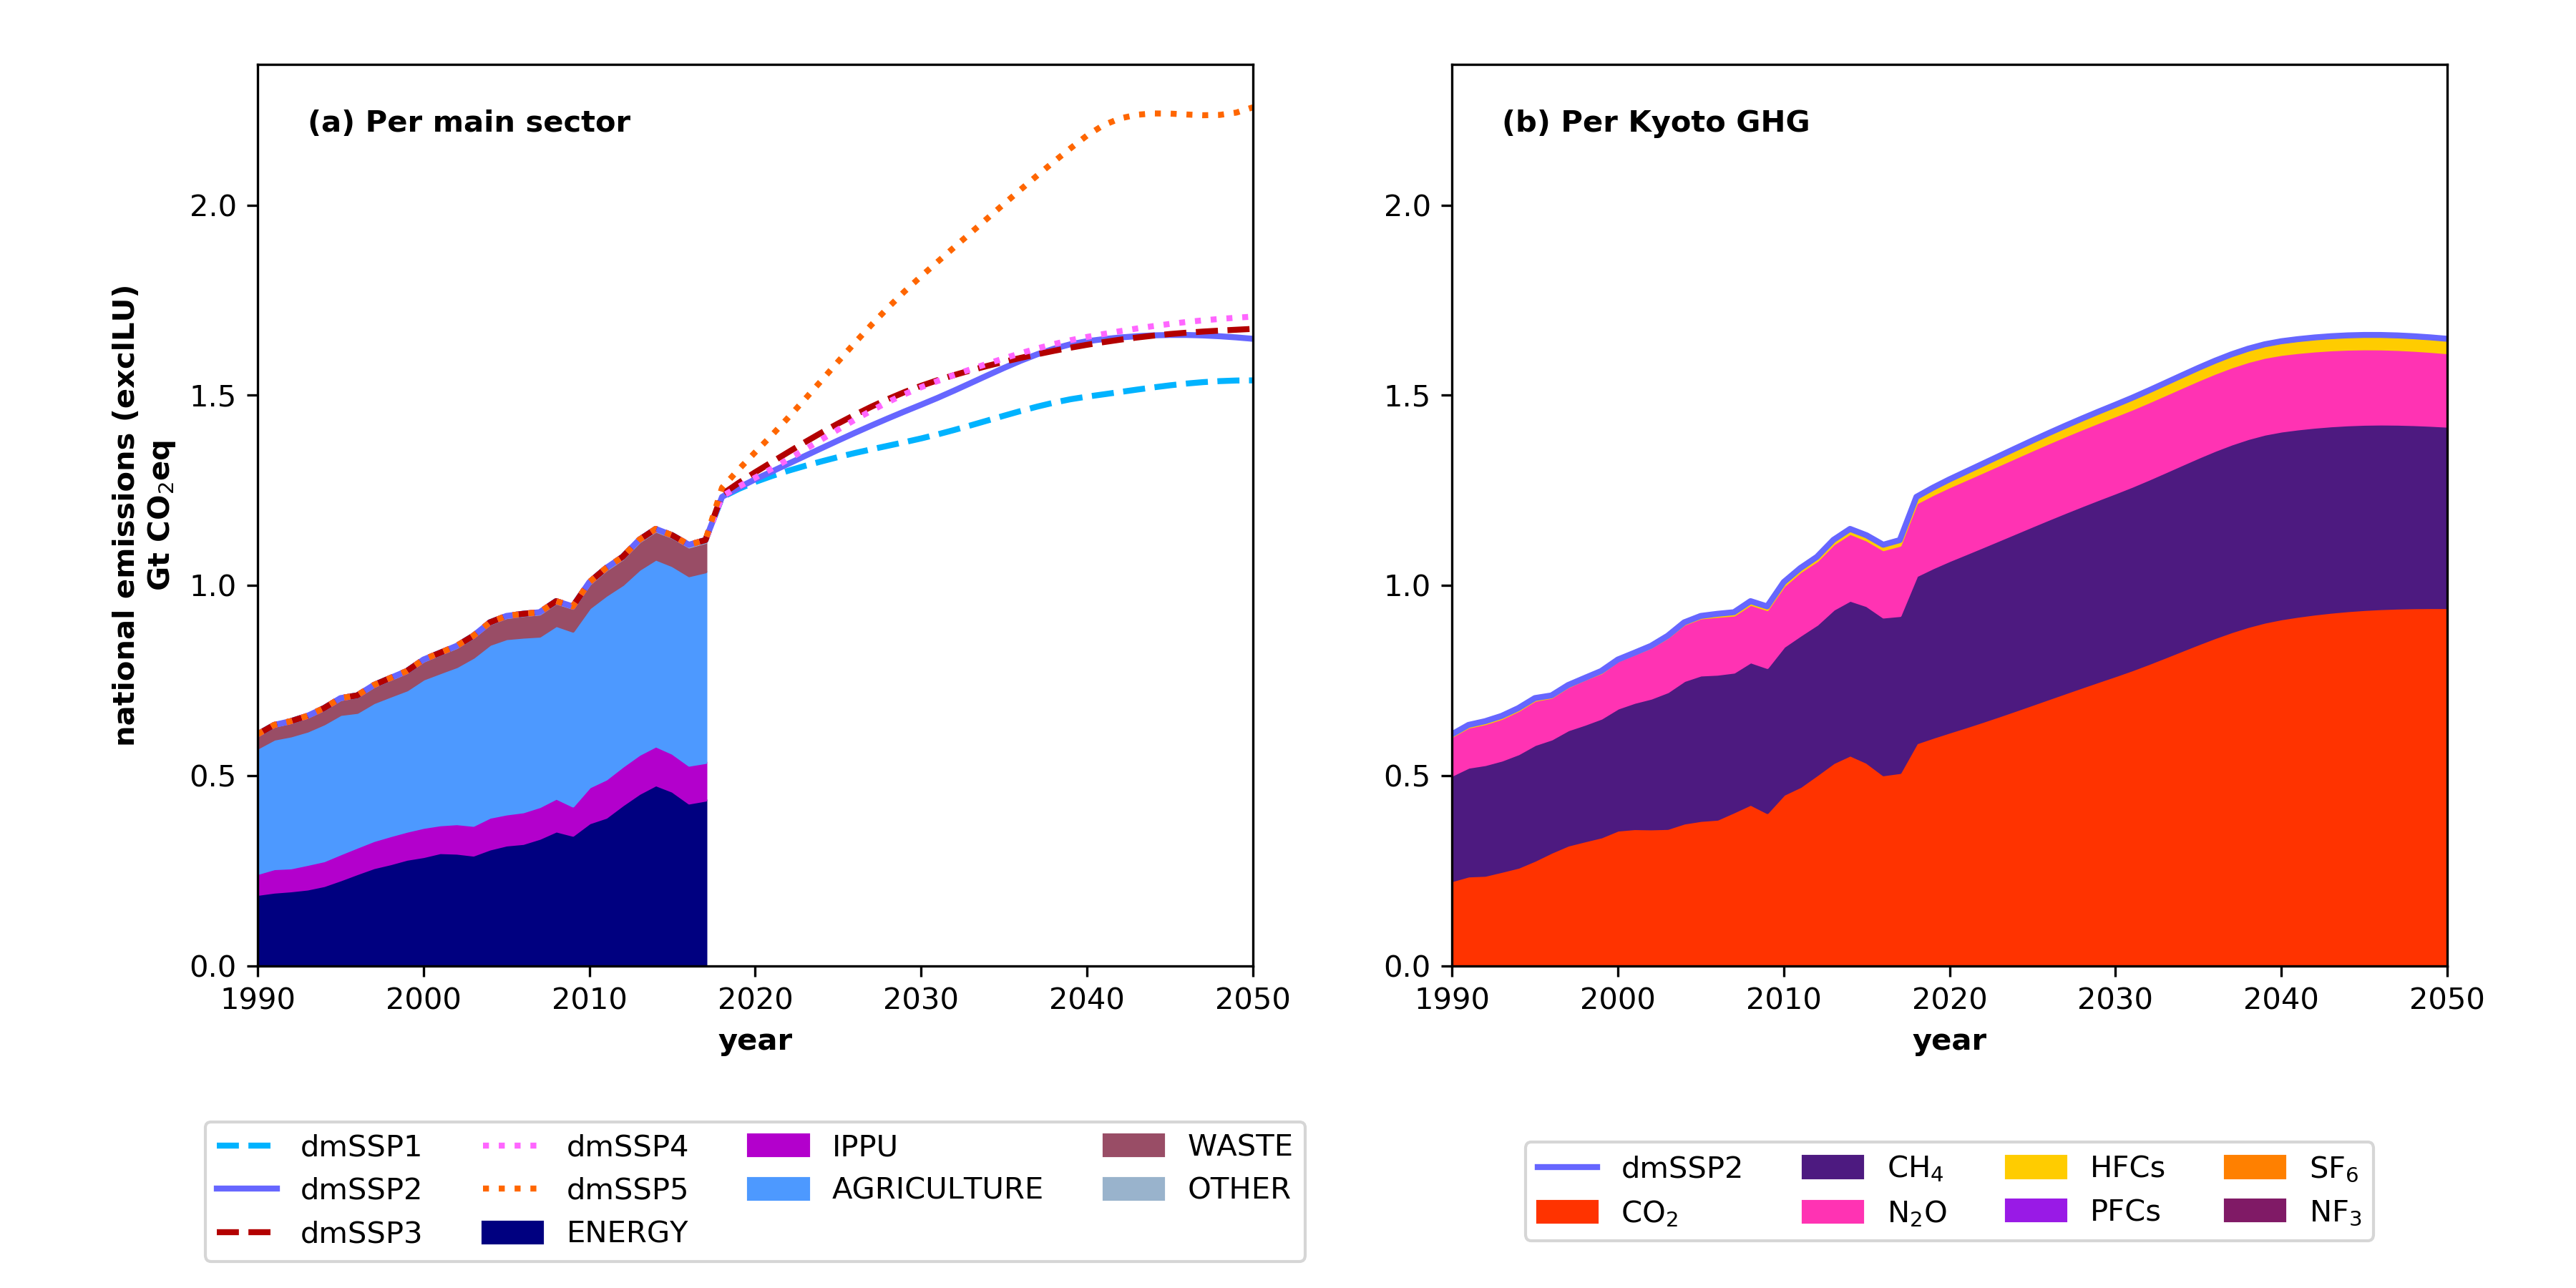 (a) Per main sector
(b) Per Kyoto GHG
national emissions (exclLU)
Gt CO₂eq
2.0
1.5
1.0
0.5
0.0
1990 2000 2010 2020 2030 2040 2050
year
2.0
1.5
1.0
0.5
0.0
1990 2000 2010 2020 2030 2040 2050
year
dmSSP1 dmSSP4 IPPU WASTE
dmSSP2 dmSSP5 AGRICULTURE OTHER
dmSSP3 ENERGY
dmSSP2 CH₄ HFCs SF₆
CO₂ N₂O PFCs NF₃